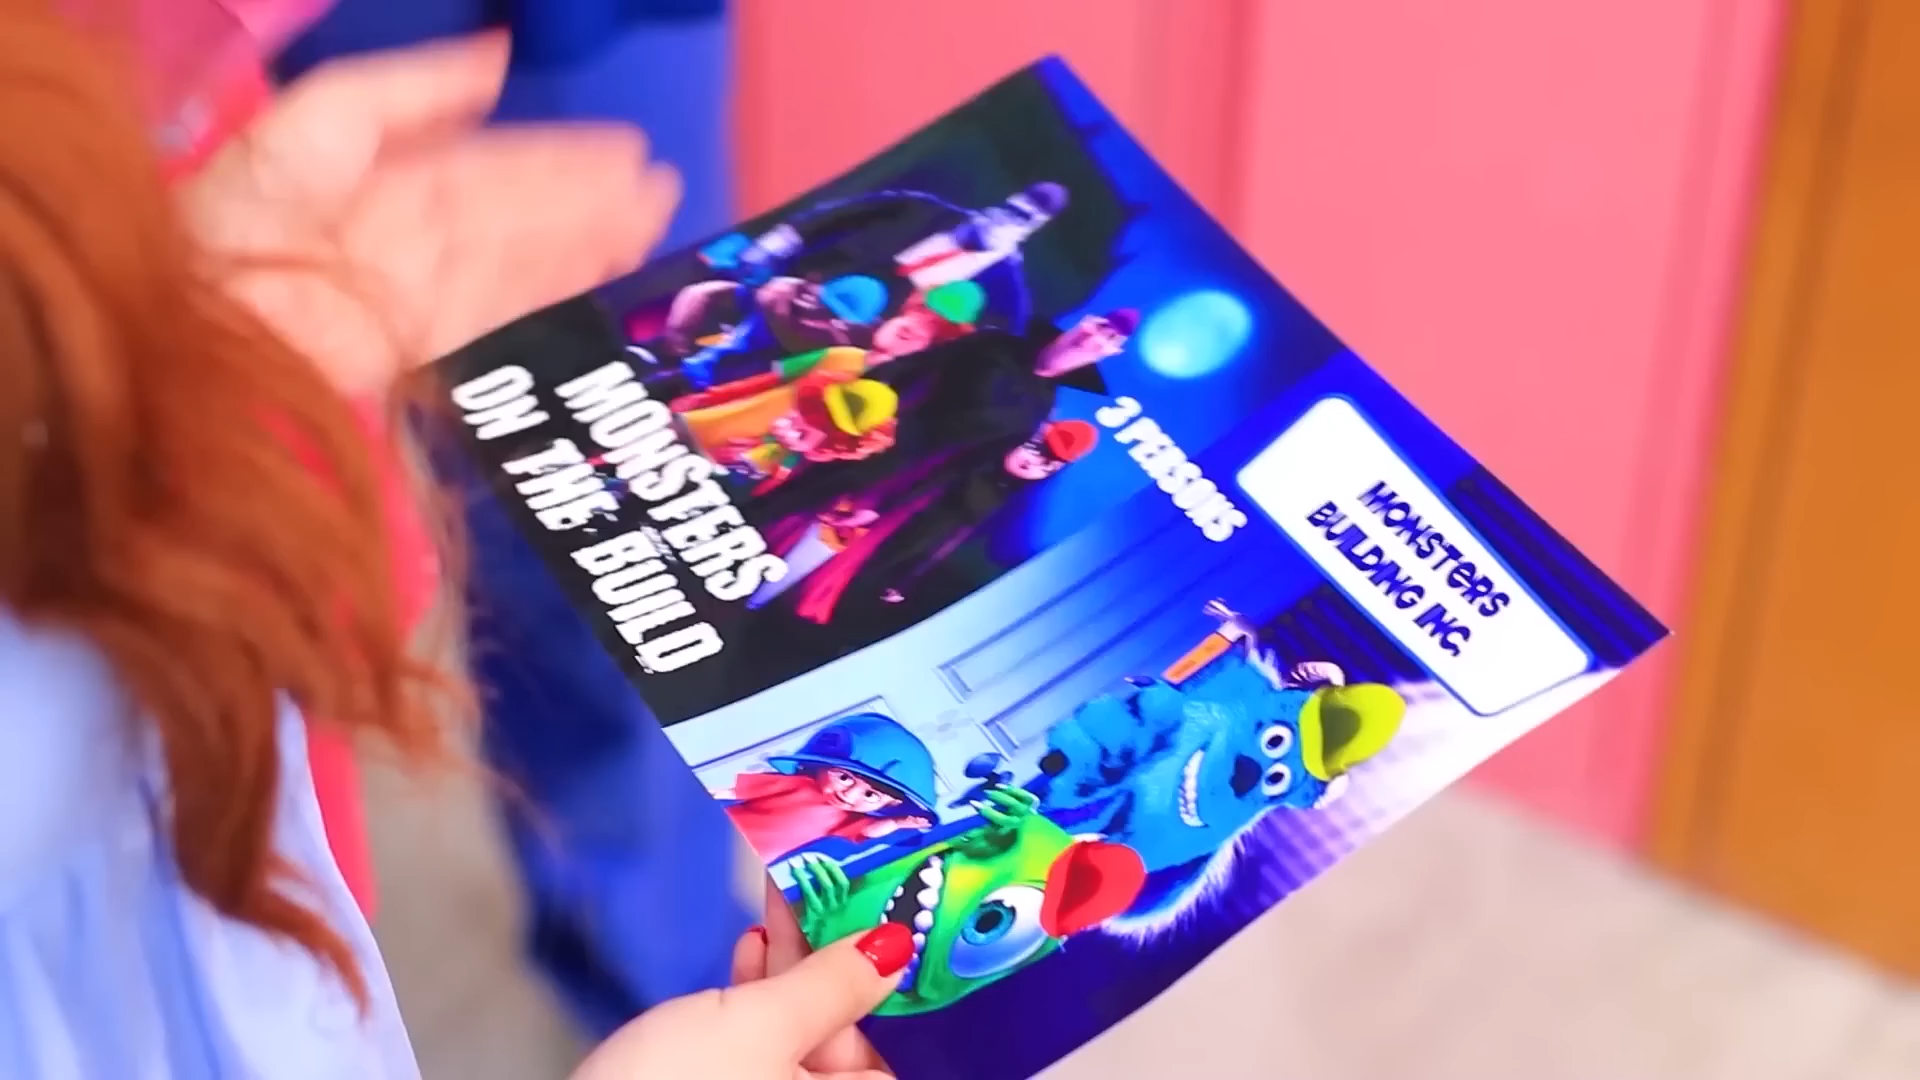 MONSTERS
ON THE BUILD
3 PERSONS
MONSTERS
BUILDING INC.